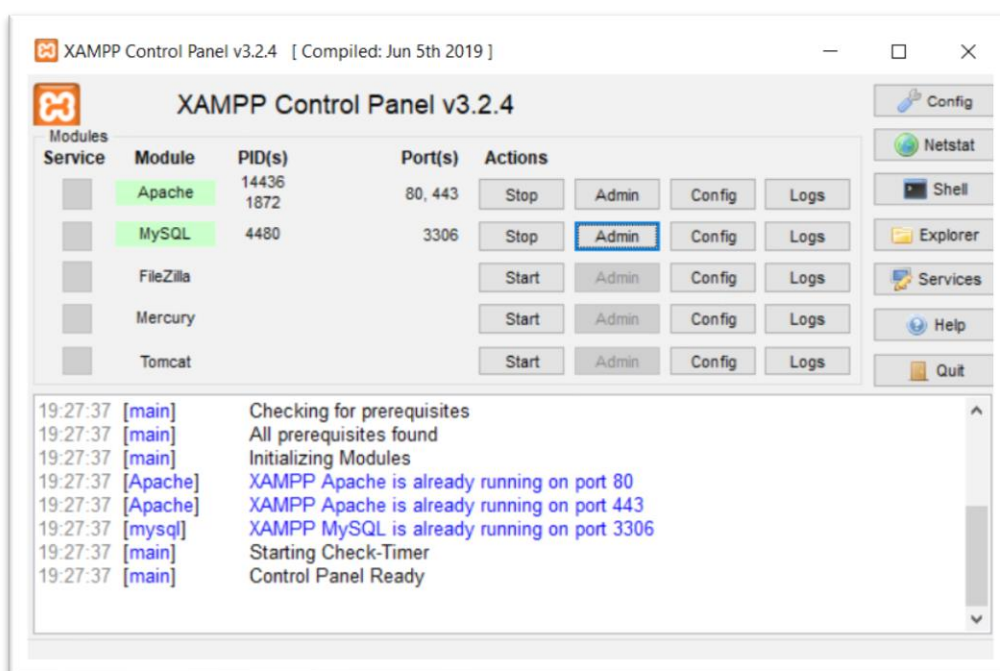 XAMPP Control Panel v3.2.4 [ Compiled: Jun 5th 2019 ]
XAMPP Control Panel v3.2.4
Config
Modules
Service Module PID(s) Port(s) Actions
Netstat
Apache 14436 1872 80, 443 Stop Admin Config Logs
Shell
MySQL 4480 3306 Stop Admin Config Logs
Explorer
FileZilla Start Admin Config Logs
Services
Mercury Start Admin Config Logs
Help
Tomcat Start Admin Config Logs
Quit
19:27:37 [main] Checking for prerequisites
19:27:37 [main] All prerequisites found
19:27:37 [main] Initializing Modules
19:27:37 [Apache] XAMPP Apache is already running on port 80
19:27:37 [Apache] XAMPP Apache is already running on port 443
19:27:37 [mysql] XAMPP MySQL is already running on port 3306
19:27:37 [main] Starting Check-Timer
19:27:37 [main] Control Panel Ready